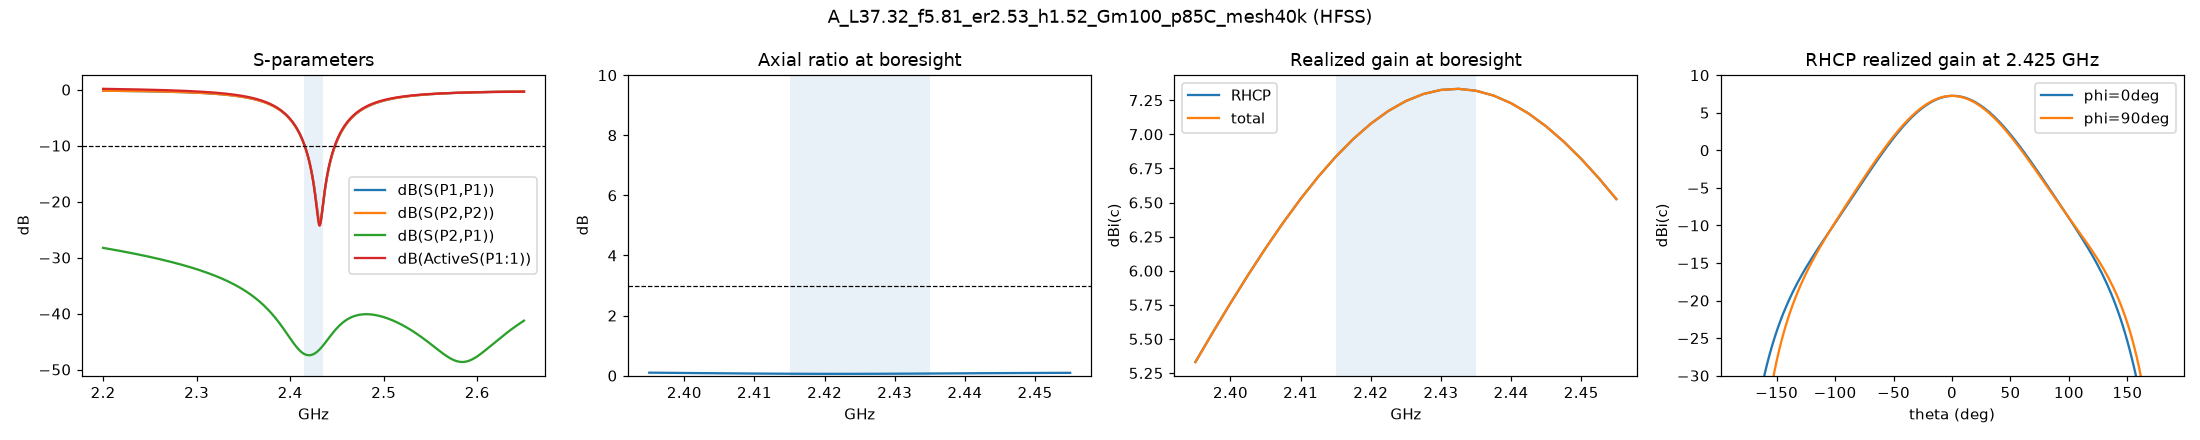 A_L37.32_f5.81_er2.53_h1.52_Gm100_p85C_mesh40k (HFSS)
S-parameters
0
−10
−20
−30
−40
−50
dB
2.2 2.3 2.4 2.5 2.6
GHz
dB(S(P1,P1))
dB(S(P2,P2))
dB(S(P2,P1))
dB(ActiveS(P1:1))
Axial ratio at boresight
10
8
6
4
2
0
dB
2.40 2.41 2.42 2.43 2.44 2.45
GHz
Realized gain at boresight
7.25
7.00
6.75
6.50
6.25
6.00
5.75
5.50
5.25
dBi(c)
2.40 2.41 2.42 2.43 2.44 2.45
GHz
RHCP
total
RHCP realized gain at 2.425 GHz
10
5
0
−5
−10
−15
−20
−25
−30
dBi(c)
−150 −100 −50 0 50 100 150
theta (deg)
phi=0deg
phi=90deg